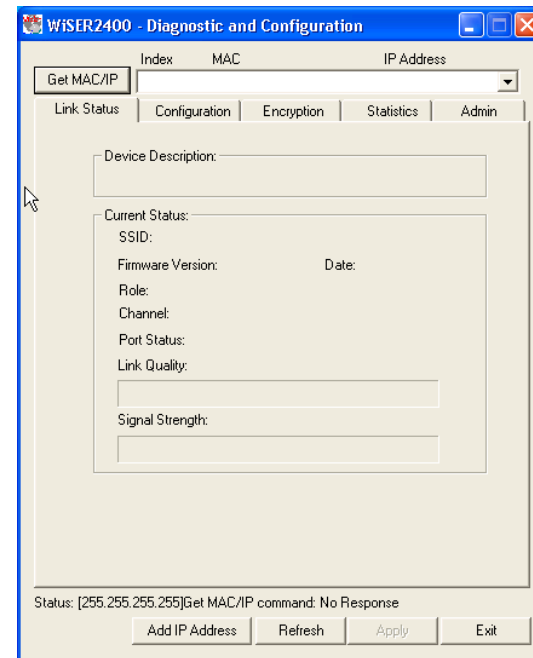 WiSER2400 - Diagnostic and Configuration
Index MAC IP Address
Get MAC/IP
Link Status Configuration Encryption Statistics Admin
Device Description:
Current Status:
SSID:
Firmware Version: Date:
Role:
Channel:
Port Status:
Link Quality:
Signal Strength:
Status: [255.255.255.255]Get MAC/IP command: No Response
Add IP Address Refresh Apply Exit